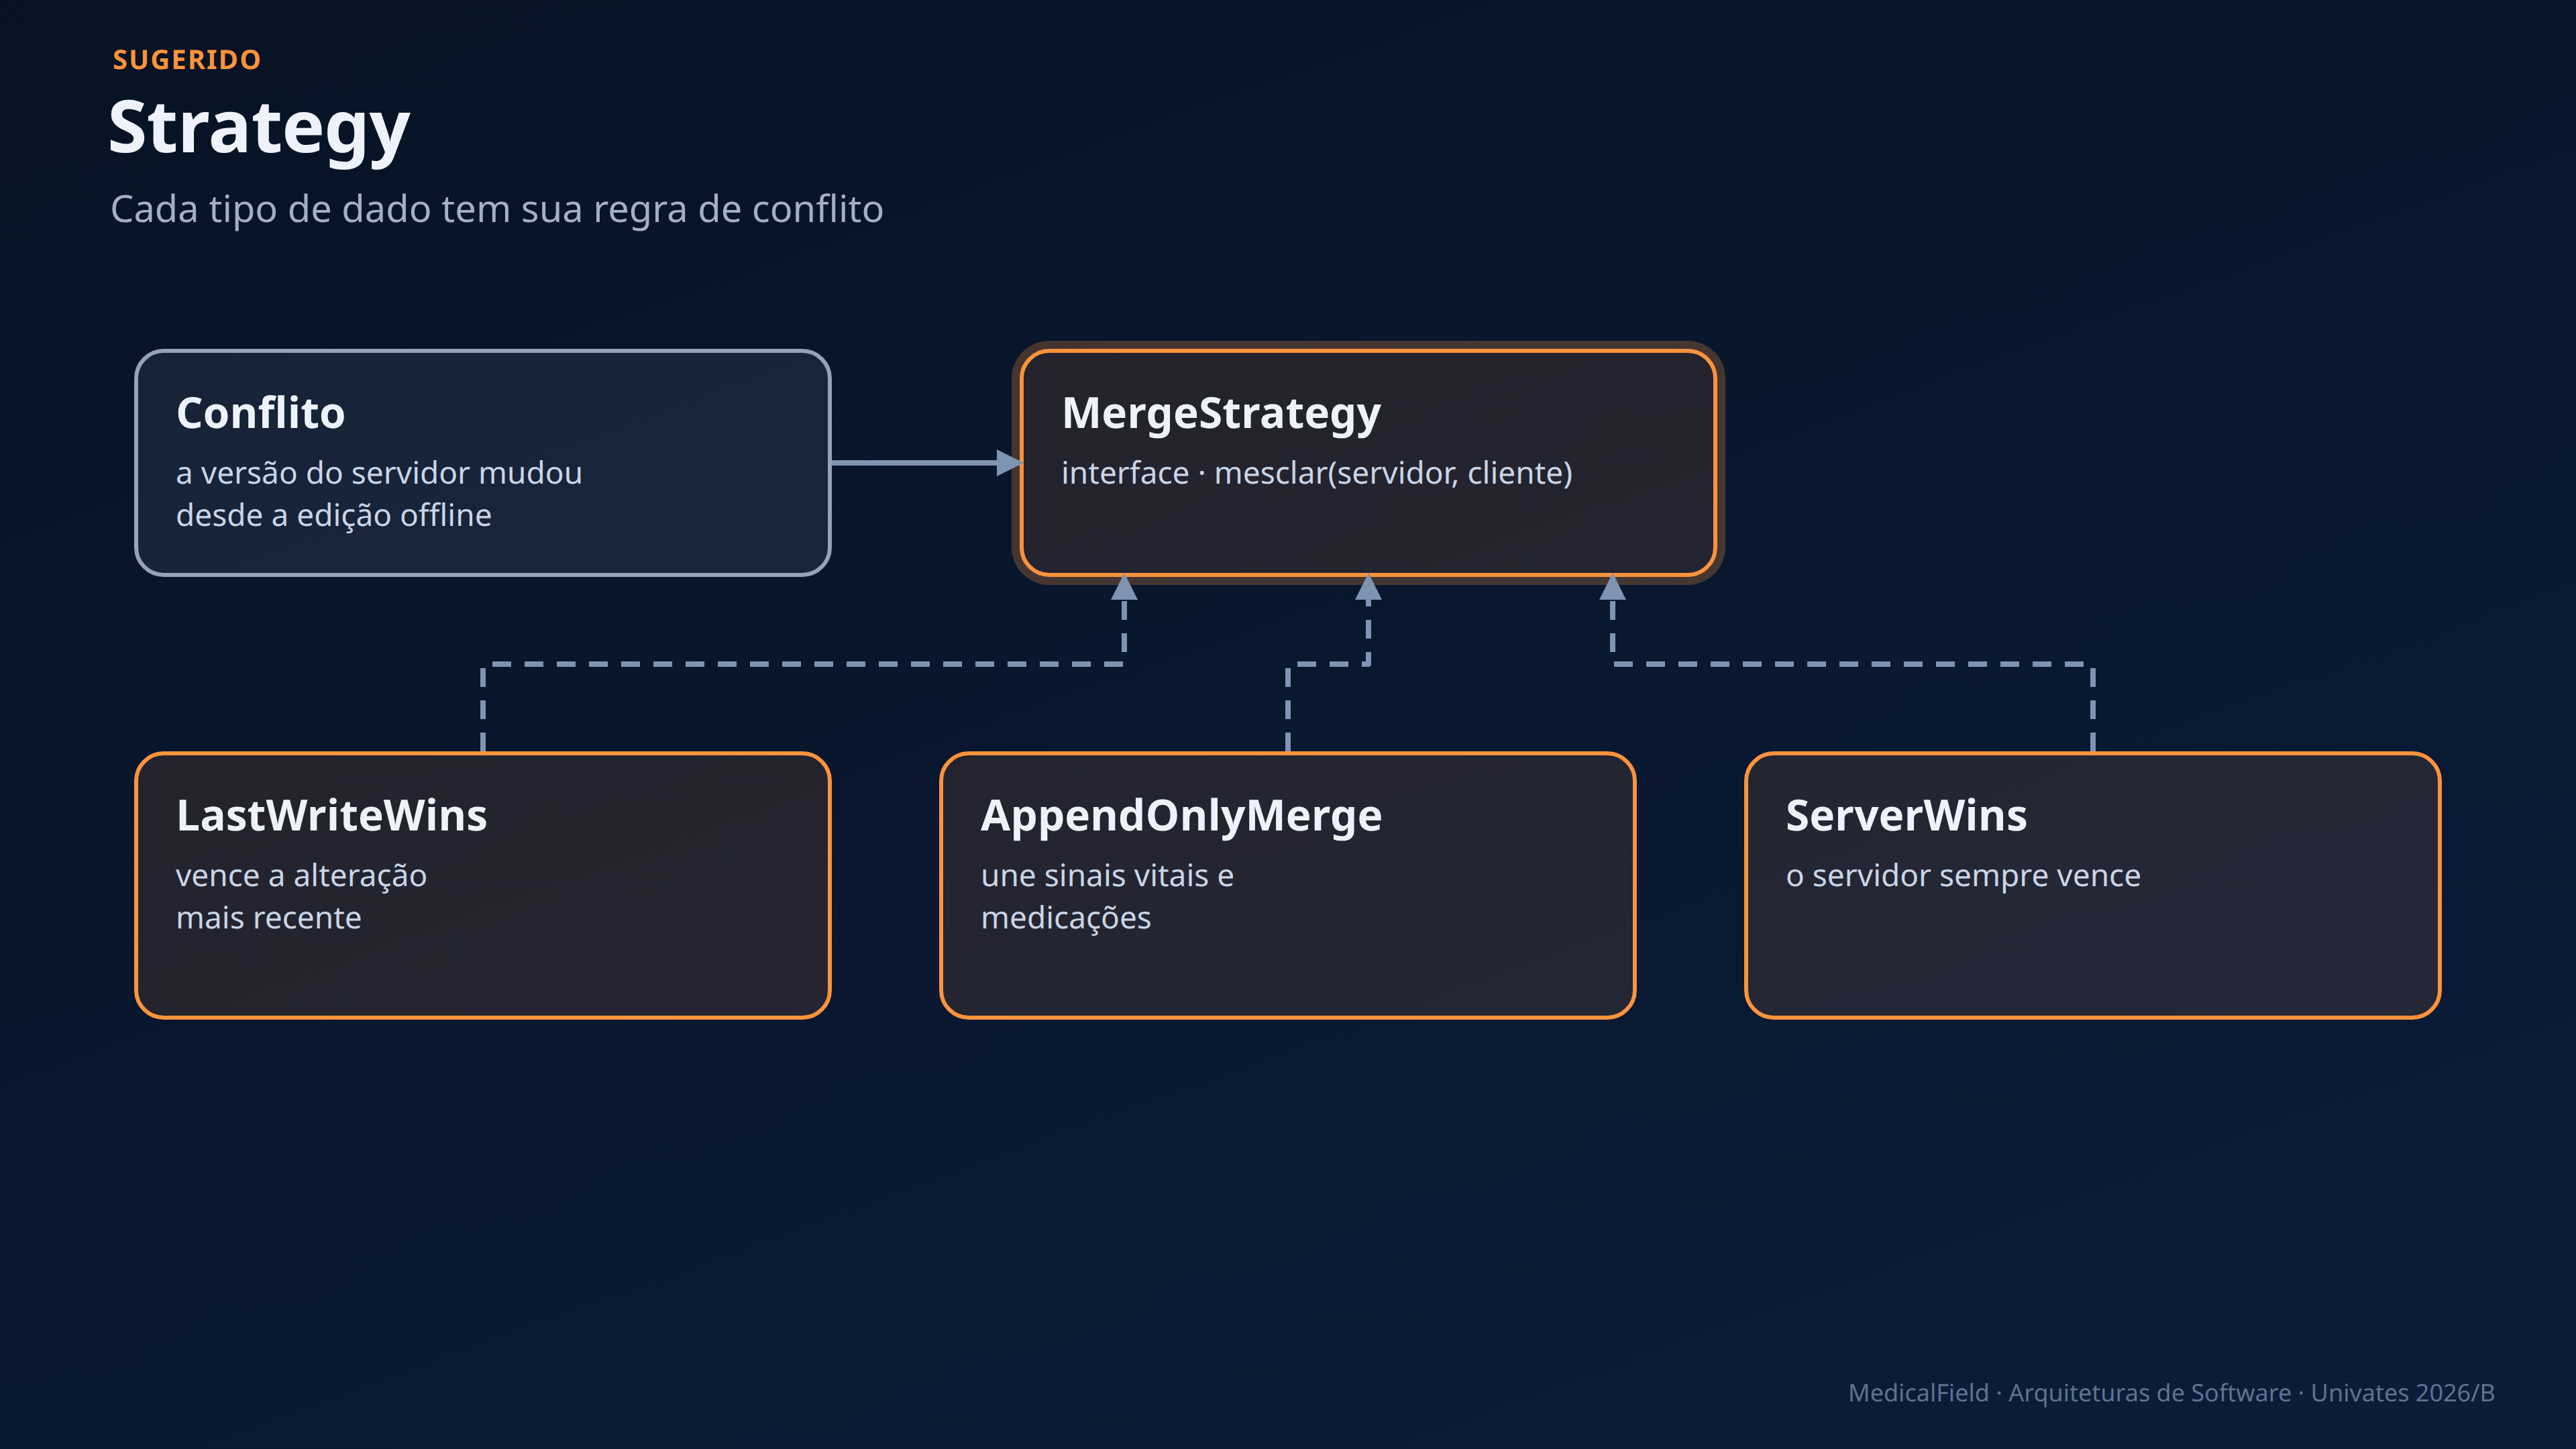 SUGERIDO
Strategy
Cada tipo de dado tem sua regra de conflito
Conflito
a versão do servidor mudou
desde a edição offline
MergeStrategy
interface · mesclar(servidor, cliente)
LastWriteWins
vence a alteração
mais recente
AppendOnlyMerge
une sinais vitais e
medicações
ServerWins
o servidor sempre vence
MedicalField · Arquiteturas de Software · Univates 2026/B